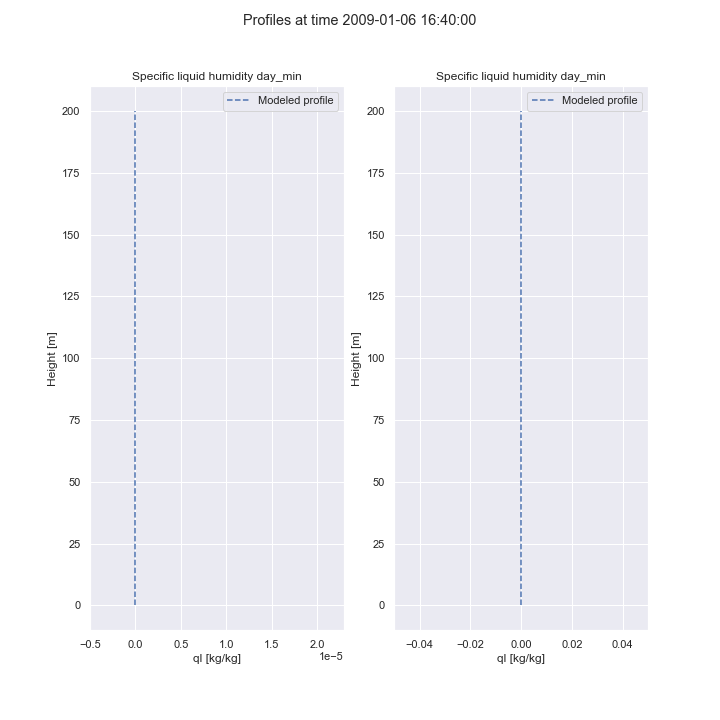 Profiles at time 2009-01-06 16:40:00
Specific liquid humidity day_min
Modeled profile
200
175
150
125
100
75
50
25
0
Height [m]
−0.5 0.0 0.5 1.0 1.5 2.0
1e−5
ql [kg/kg]
Specific liquid humidity day_min
Modeled profile
200
175
150
125
100
75
50
25
0
Height [m]
−0.04 −0.02 0.00 0.02 0.04
ql [kg/kg]